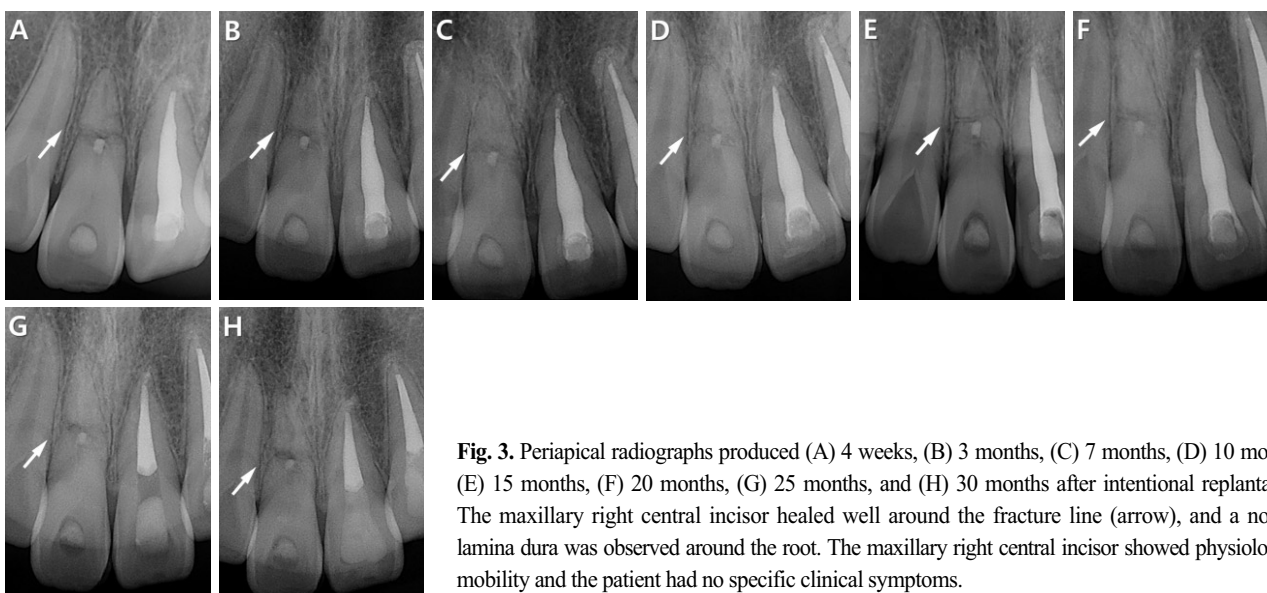 A
B
C
D
E
F
G
H
Fig. 3. Periapical radiographs produced (A) 4 weeks, (B) 3 months, (C) 7 months, (D) 10 mo
(E) 15 months, (F) 20 months, (G) 25 months, and (H) 30 months after intentional replanta
The maxillary right central incisor healed well around the fracture line (arrow), and a no
lamina dura was observed around the root. The maxillary right central incisor showed physiolo
mobility and the patient had no specific clinical symptoms.